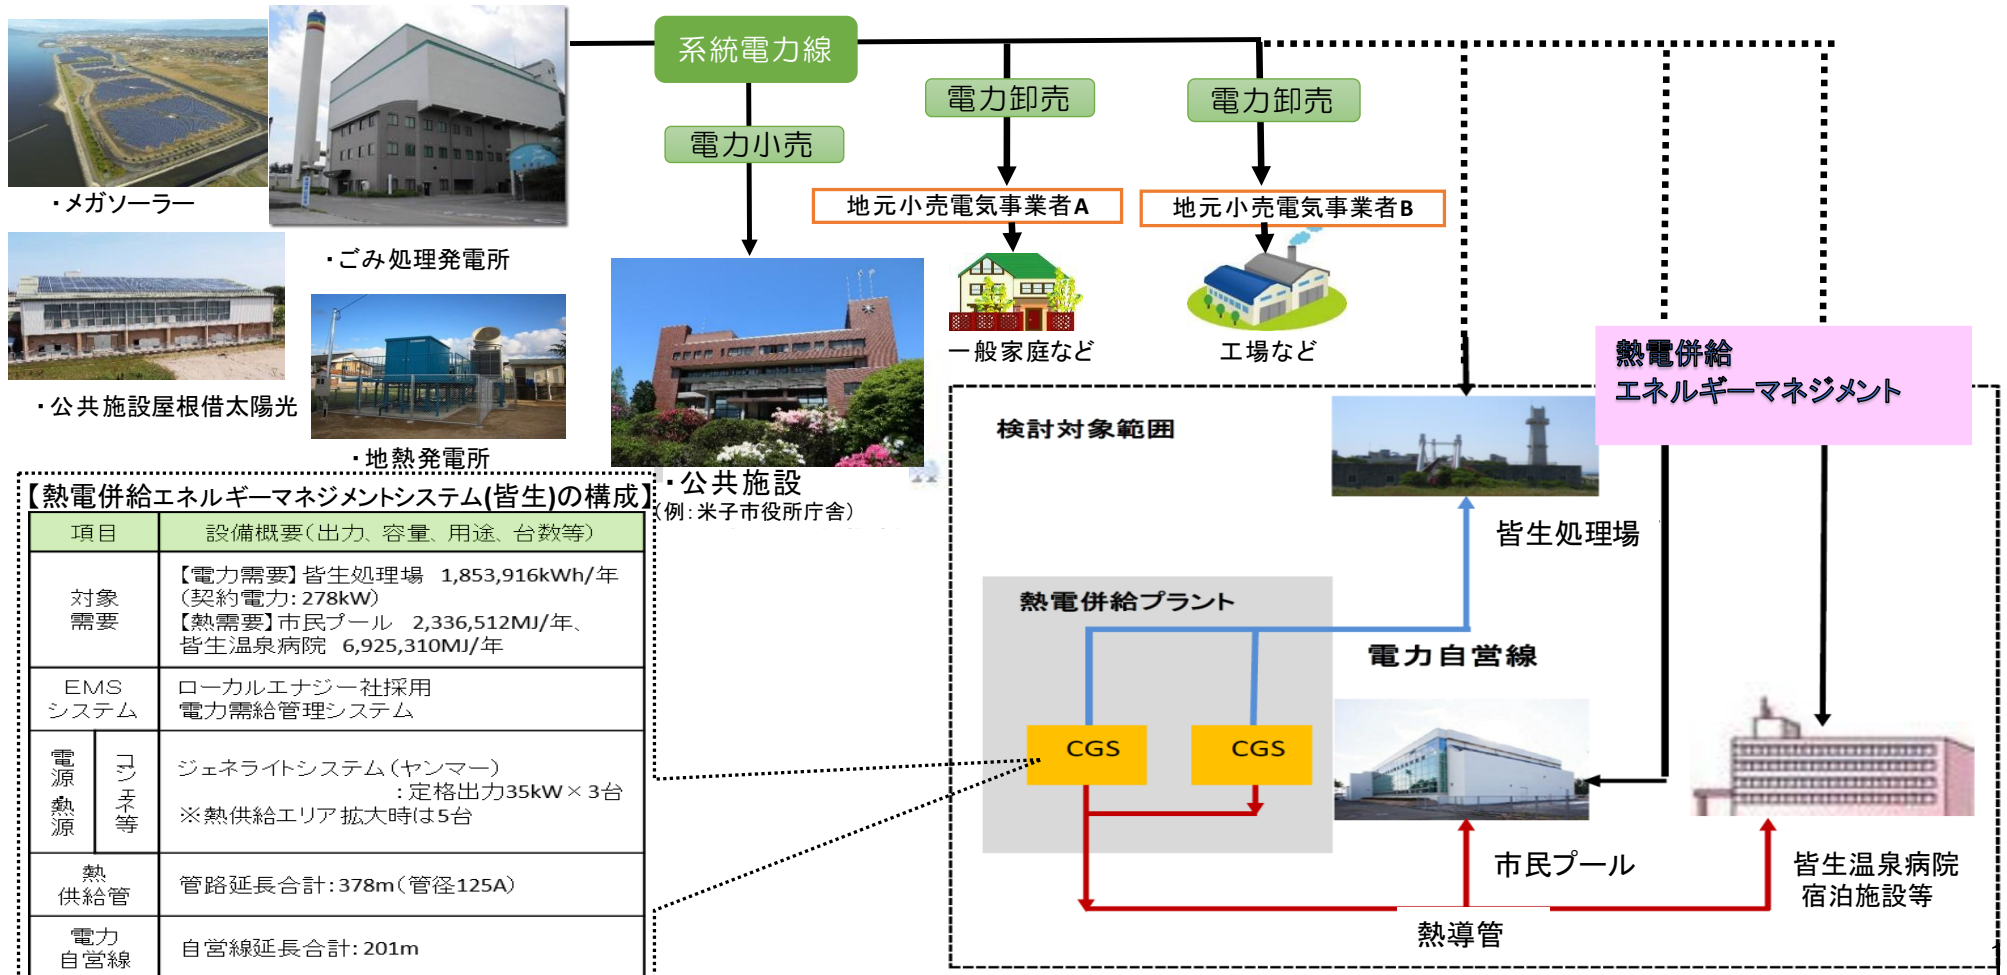 系統電力線
電力小売
電力卸売
電力卸売
地元小売電気事業者A
地元小売電気事業者B
・メガソーラー
・ごみ処理発電所
・公共施設屋根借太陽光
・地熱発電所
・公共施設
(例:米子市役所庁舎)
一般家庭など
工場など
熱電併給
エネルギーマネジメント
検討対象範囲
皆生処理場
熱電併給プラント
電力自営線
CGS
CGS
市民プール
皆生温泉病院
宿泊施設等
熱導管
【熱電併給エネルギーマネジメントシステム(皆生)の構成】
項目
設備概要(出力、容量、用途、台数等)
対象
需要
【電力需要】皆生処理場 1,853,916kWh/年
(契約電力:278kW)
【熱需要】市民プール 2,336,512MJ/年、
皆生温泉病院 6,925,310MJ/年
EMS
システム
ローカルエナジー社採用
電力需給管理システム
電源・熱源
コジェネ等
ジェネライトシステム(ヤンマー)
:定格出力35kW×3台
※熱供給エリア拡大時は5台
熱
供給管
管路延長合計:378m(管径125A)
電力
自営線
自営線延長合計:201m
1